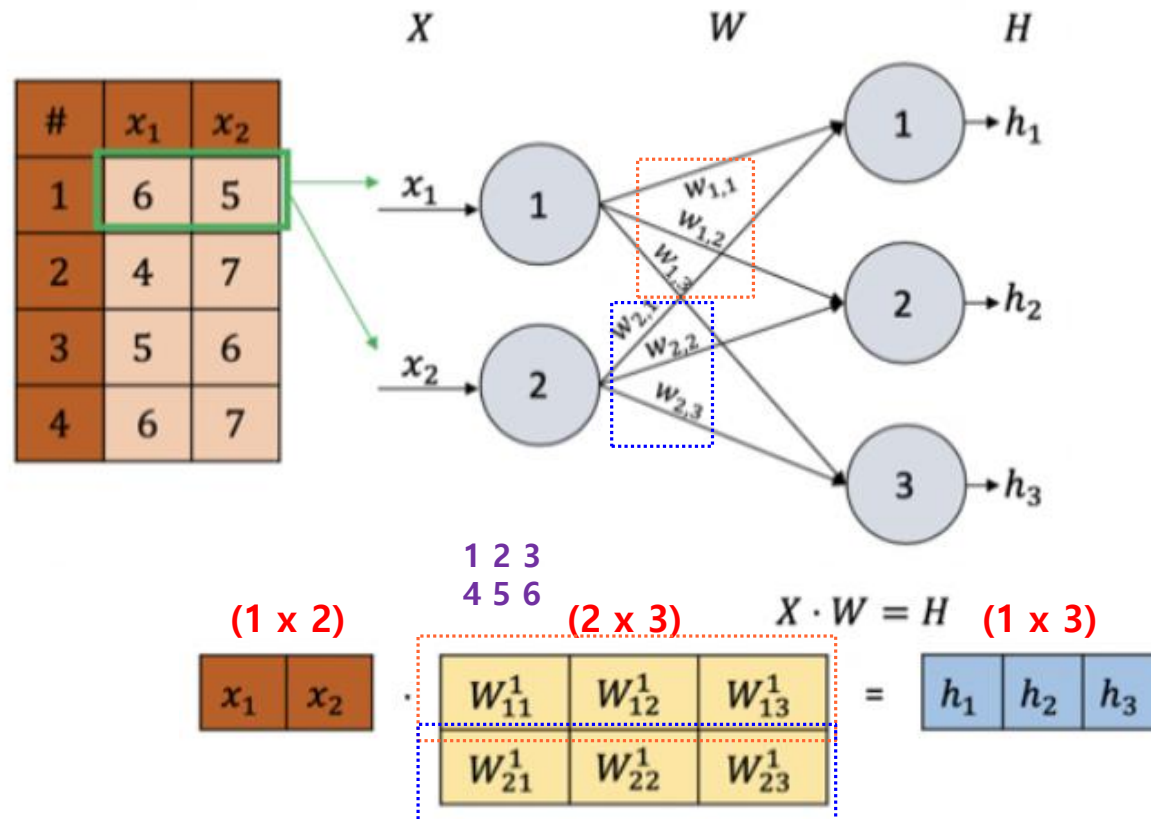 X W H
# x₁ x₂
1 6 5
2 4 7
3 5 6
4 6 7
x₁ 1
x₂ 2
w₁,₁
w₁,₂
w₁,₃
w₂,₁
w₂,₂
w₂,₃
1 h₁
2 h₂
3 h₃
1 2 3
4 5 6
(1 x 2) (2 x 3) X · W = H (1 x 3)
x₁ x₂ · W¹₁₁ W¹₁₂ W¹₁₃ = h₁ h₂ h₃
W¹₂₁ W¹₂₂ W¹₂₃